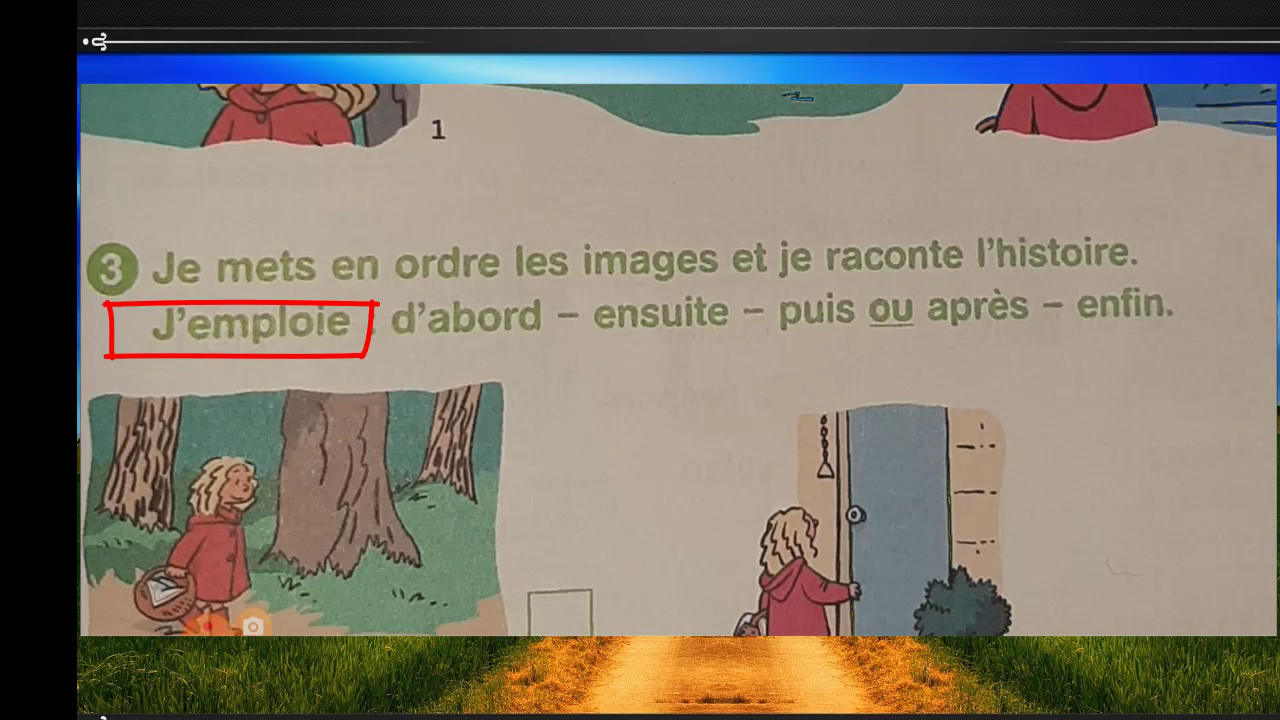 1
3 Je mets en ordre les images et je raconte l'histoire.
J'emploie : d'abord – ensuite – puis ou après – enfin.